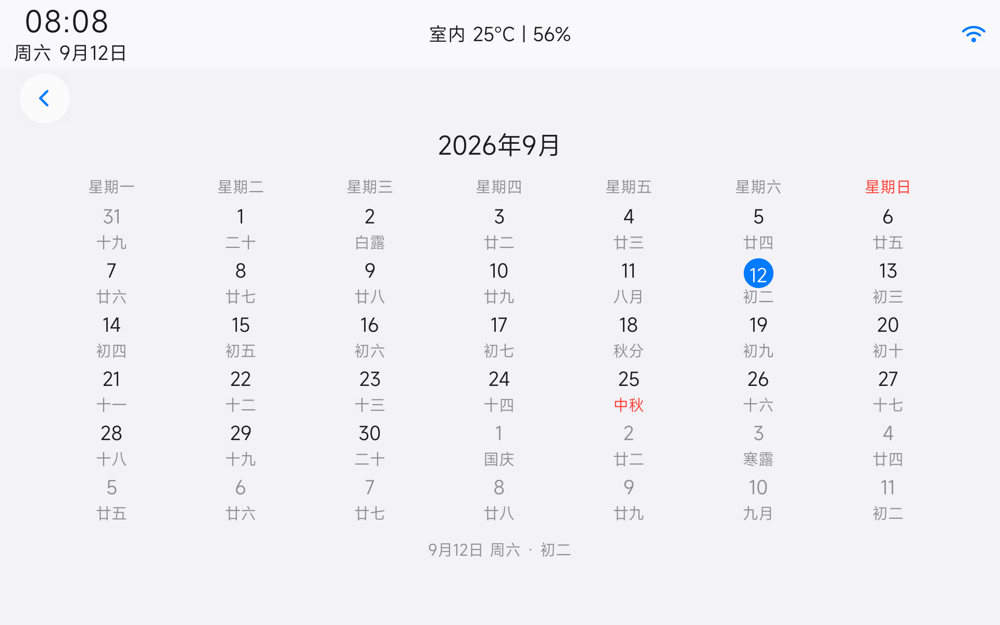 08:08
周六 9月12日
室内 25°C | 56%
2026年9月
星期一 星期二 星期三 星期四 星期五 星期六 星期日
31 1 2 3 4 5 6
十九 二十 白露 廿二 廿三 廿四 廿五
7 8 9 10 11 12 13
廿六 廿七 廿八 廿九 八月 初二 初三
14 15 16 17 18 19 20
初四 初五 初六 初七 秋分 初九 初十
21 22 23 24 25 26 27
十一 十二 十三 十四 中秋 十六 十七
28 29 30 1 2 3 4
十八 十九 二十 国庆 廿二 寒露 廿四
5 6 7 8 9 10 11
廿五 廿六 廿七 廿八 廿九 九月 初二
9月12日 周六 · 初二